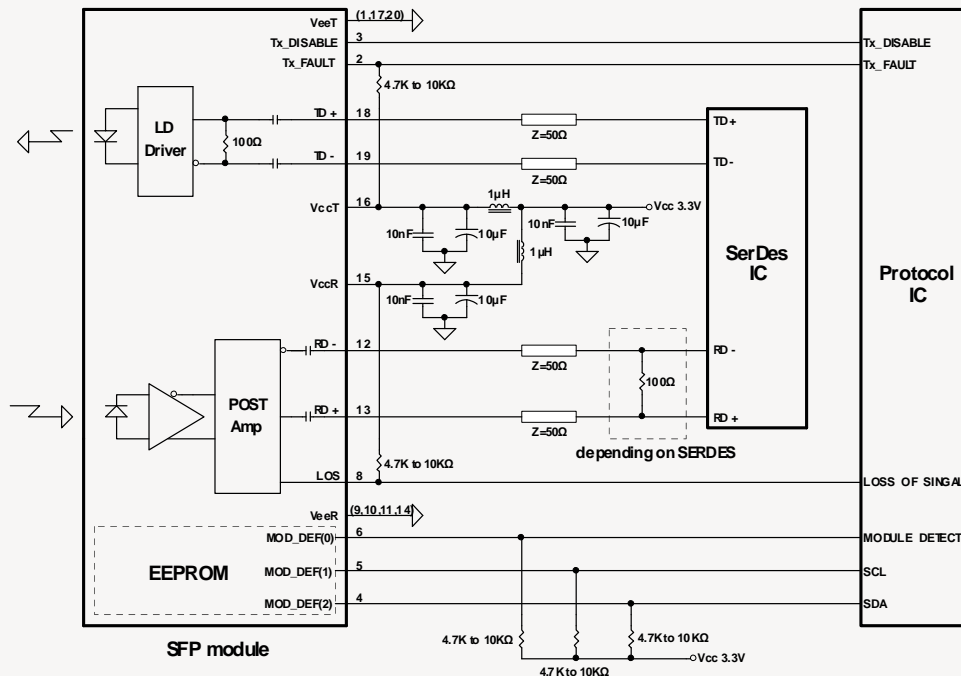 VeeT (1,17,20)
Tx_DISABLE 3 Tx_DISABLE
Tx_FAULT 2 Tx_FAULT
4.7K to 10KΩ
LD
Driver
100Ω
TD+ 18 TD+
Z=50Ω
TD- 19 TD-
Z=50Ω
1µH
VccT 16 Vcc 3.3V
10nF 10µF 10nF 10µF
1µH
SerDes
IC
Protocol
IC
VccR 15
10nF 10µF
RD- 12 RD-
Z=50Ω
100Ω
POST
Amp
RD+ 13 RD+
Z=50Ω
depending on SERDES
4.7K to 10KΩ
LOS 8 LOSS OF SINGAL
VeeR (9,10,11,14)
MOD_DEF(0) 6 MODULE DETECT
EEPROM
MOD_DEF(1) 5 SCL
MOD_DEF(2) 4 SDA
4.7K to 10KΩ 4.7K to 10KΩ
4.7K to 10KΩ
Vcc 3.3V
SFP module